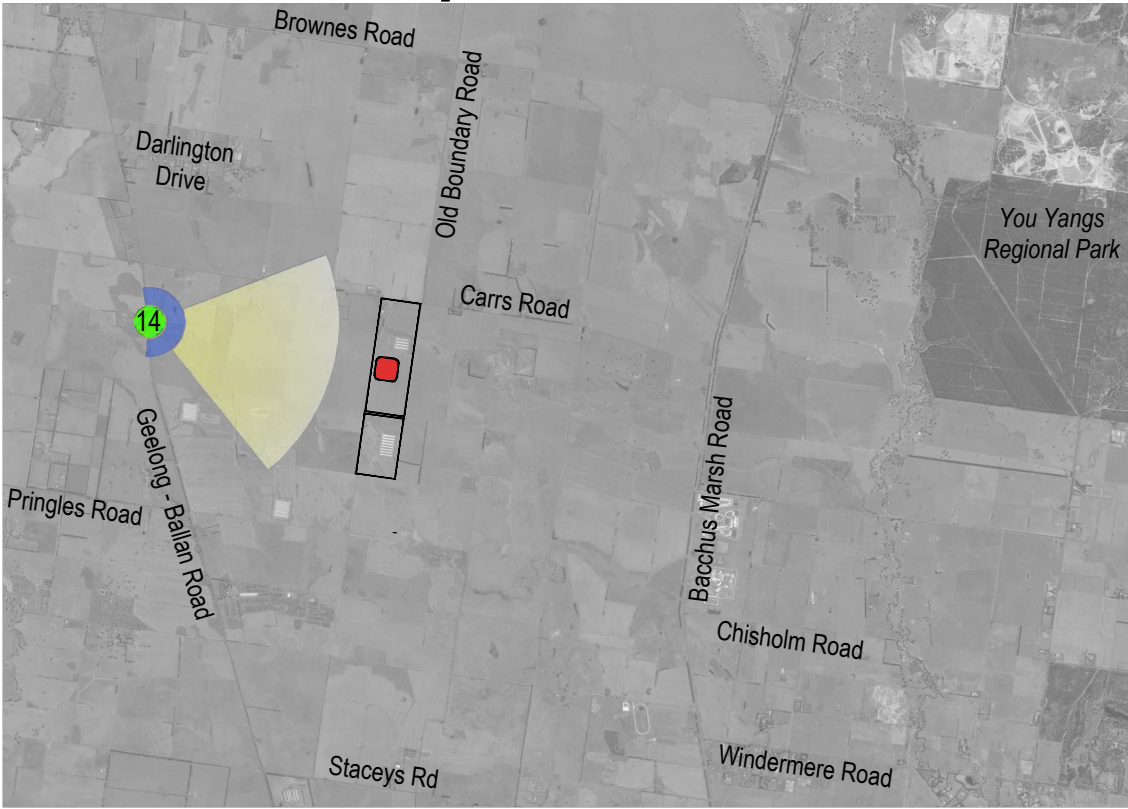 Brownes Road
Old Boundary Road
Darlington
Drive
You Yangs
Regional Park
Carrs Road
14
Geelong - Ballan Road
Bacchus Marsh Road
Pringles Road
Chisholm Road
Windermere Road
Staceys Rd